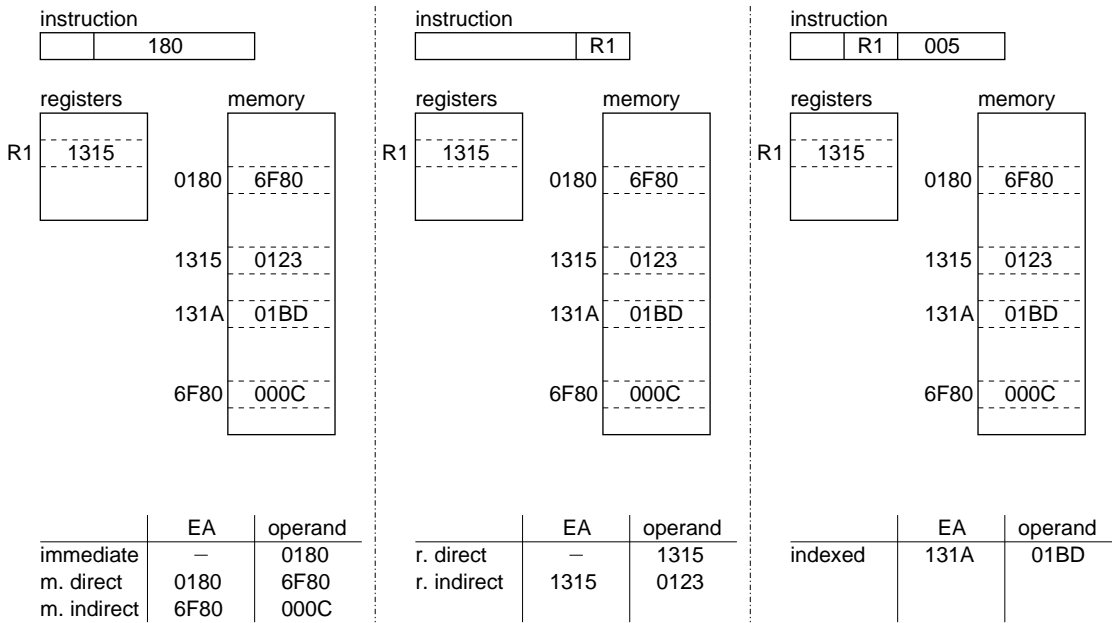 instruction
180
registers
memory
R1
1315
0180
6F80
1315
0123
131A
01BD
6F80
000C
EA operand
immediate – 0180
m. direct 0180 6F80
m. indirect 6F80 000C
instruction
R1
registers
memory
R1
1315
0180
6F80
1315
0123
131A
01BD
6F80
000C
EA operand
r. direct – 1315
r. indirect 1315 0123
instruction
R1 005
registers
memory
R1
1315
0180
6F80
1315
0123
131A
01BD
6F80
000C
EA operand
indexed 131A 01BD